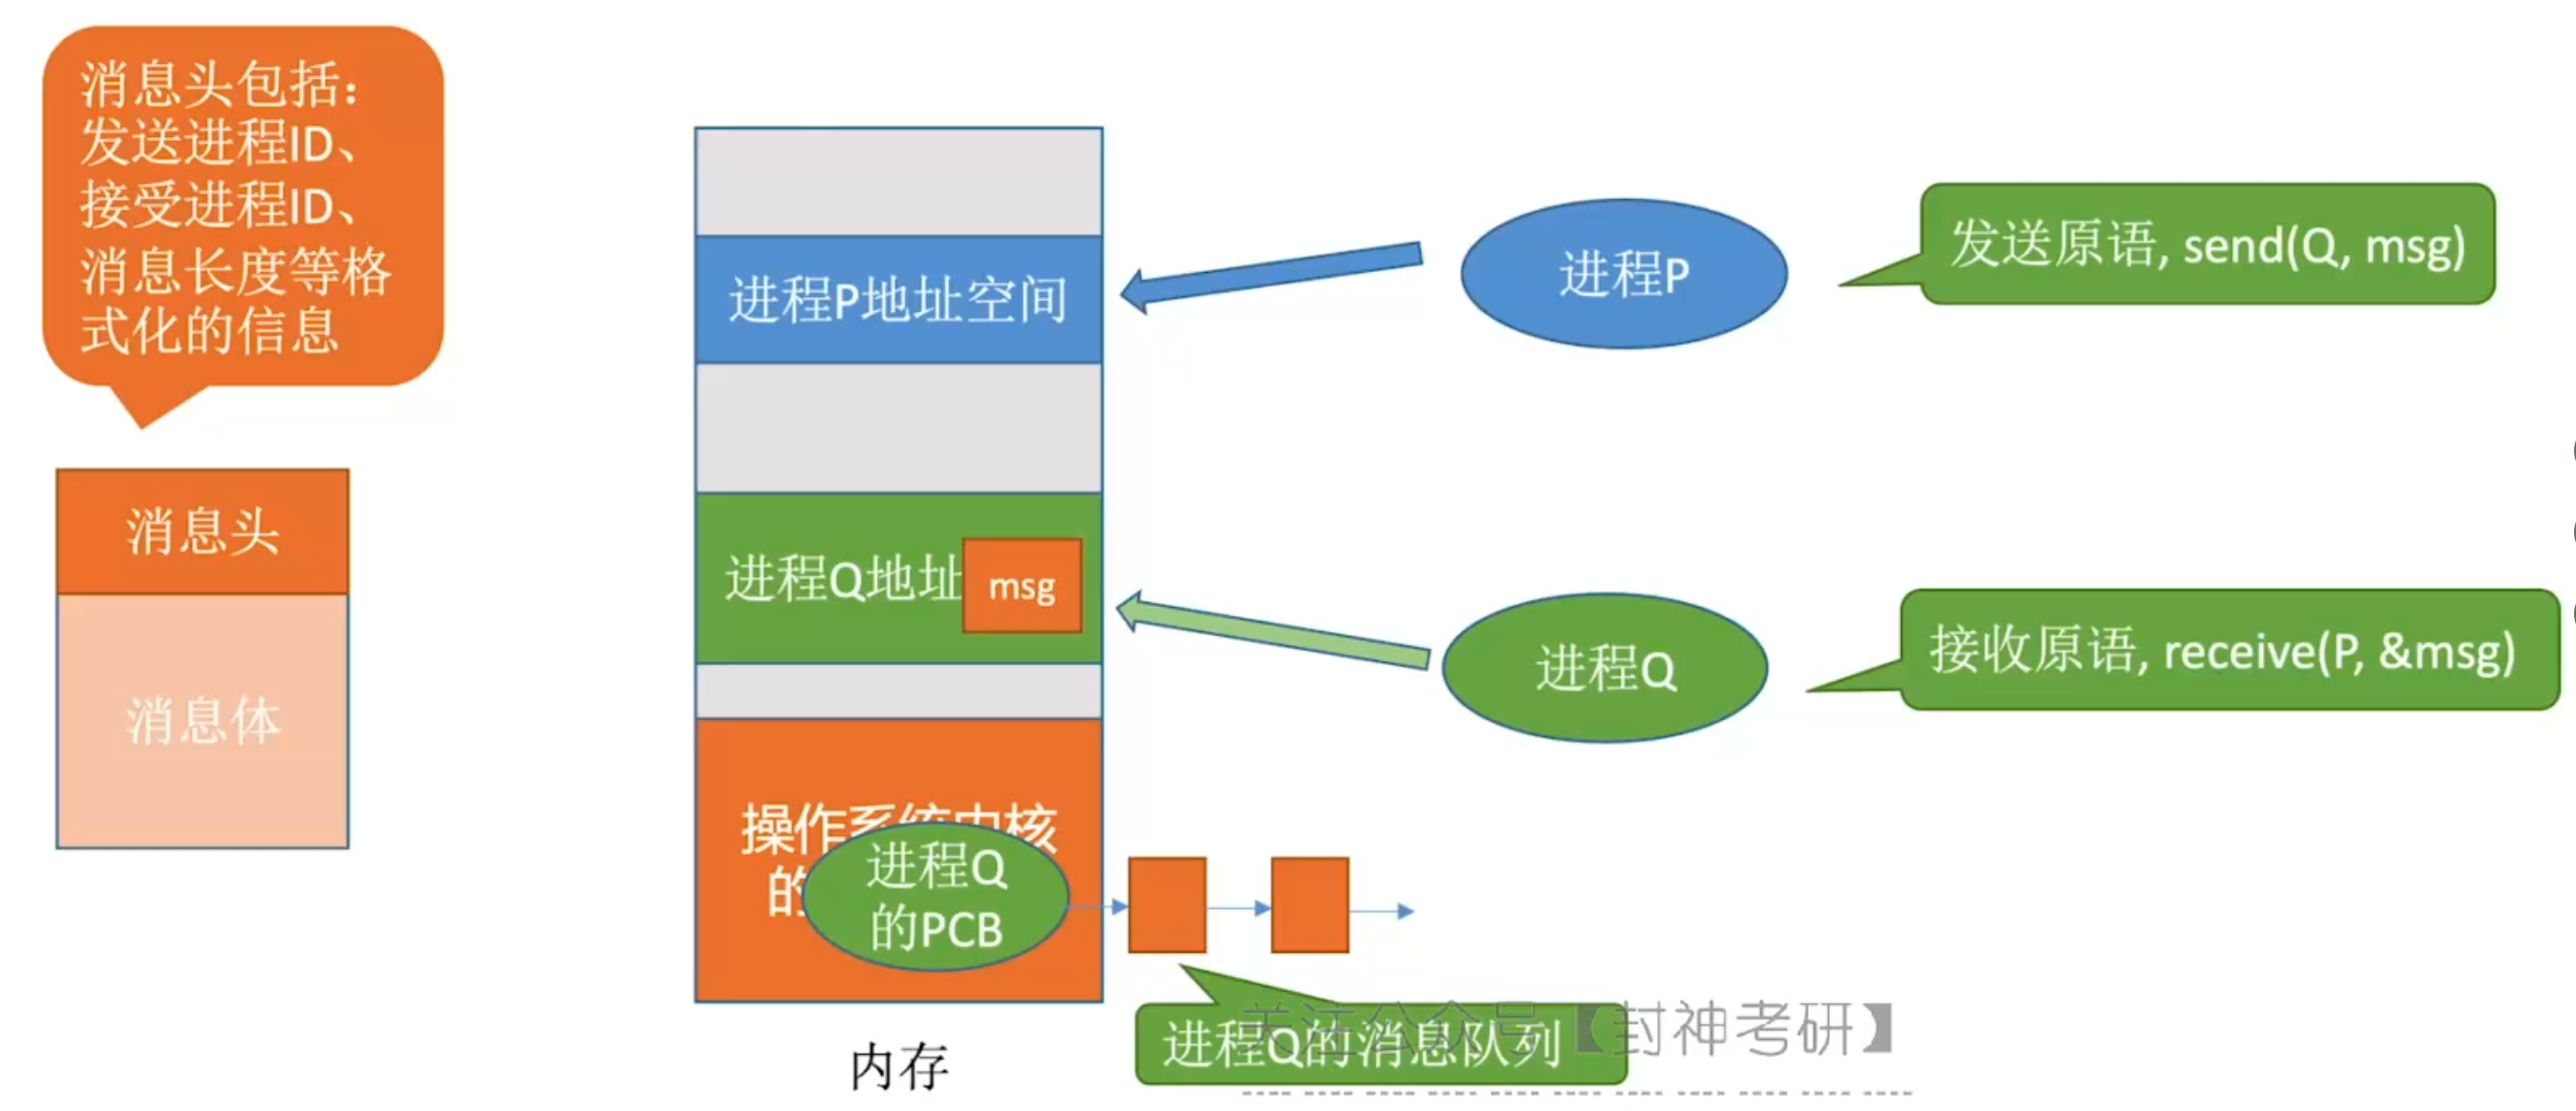 消息头包括：
发送进程ID、
接受进程ID、
消息长度等格
式化的信息
消息头
消息体
进程P地址空间
进程Q地址
msg
操作系统内核
的
进程Q
的PCB
内存
进程P
发送原语, send(Q, msg)
进程Q
接收原语, receive(P, &msg)
进程Q的消息队列
关注公众号【封神考研】